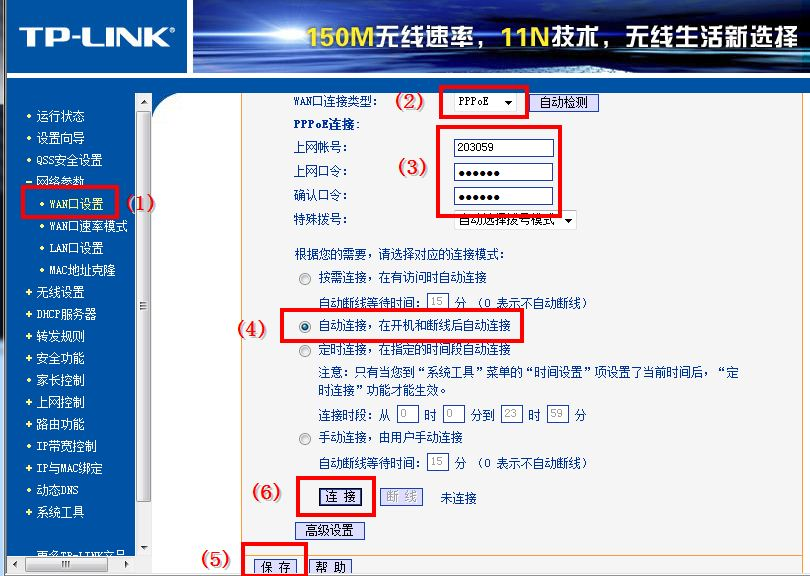 TP-LINK®
150M无线速率，11N技术，无线生活新选择
运行状态
设置向导
QSS安全设置
网络参数
WAN口设置
(1)
WAN口速率模式
LAN口设置
MAC地址克隆
无线设置
DHCP服务器
转发规则
安全功能
家长控制
上网控制
路由功能
IP带宽控制
IP与MAC绑定
动态DNS
系统工具
更多TP-LINK产品
WAN口连接类型： (2) PPPoE 自动检测
PPPoE连接:
上网帐号： 203059
上网口令： ●●●●●●
(3)
确认口令： ●●●●●●
特殊拨号： 自动选择拨号模式
根据您的需要，请选择对应的连接模式：
按需连接，在有访问时自动连接
自动断线等待时间： 15 分 （0 表示不自动断线）
(4) 自动连接，在开机和断线后自动连接
定时连接，在指定的时间段自动连接
注意：只有当您到“系统工具”菜单的“时间设置”项设置了当前时间后，“定
时连接”功能才能生效。
连接时段：从 0 时 0 分到 23 时 59 分
手动连接，由用户手动连接
自动断线等待时间： 15 分 （0 表示不自动断线）
(6) 连 接 断 线 未连接
高级设置
(5) 保 存 帮 助